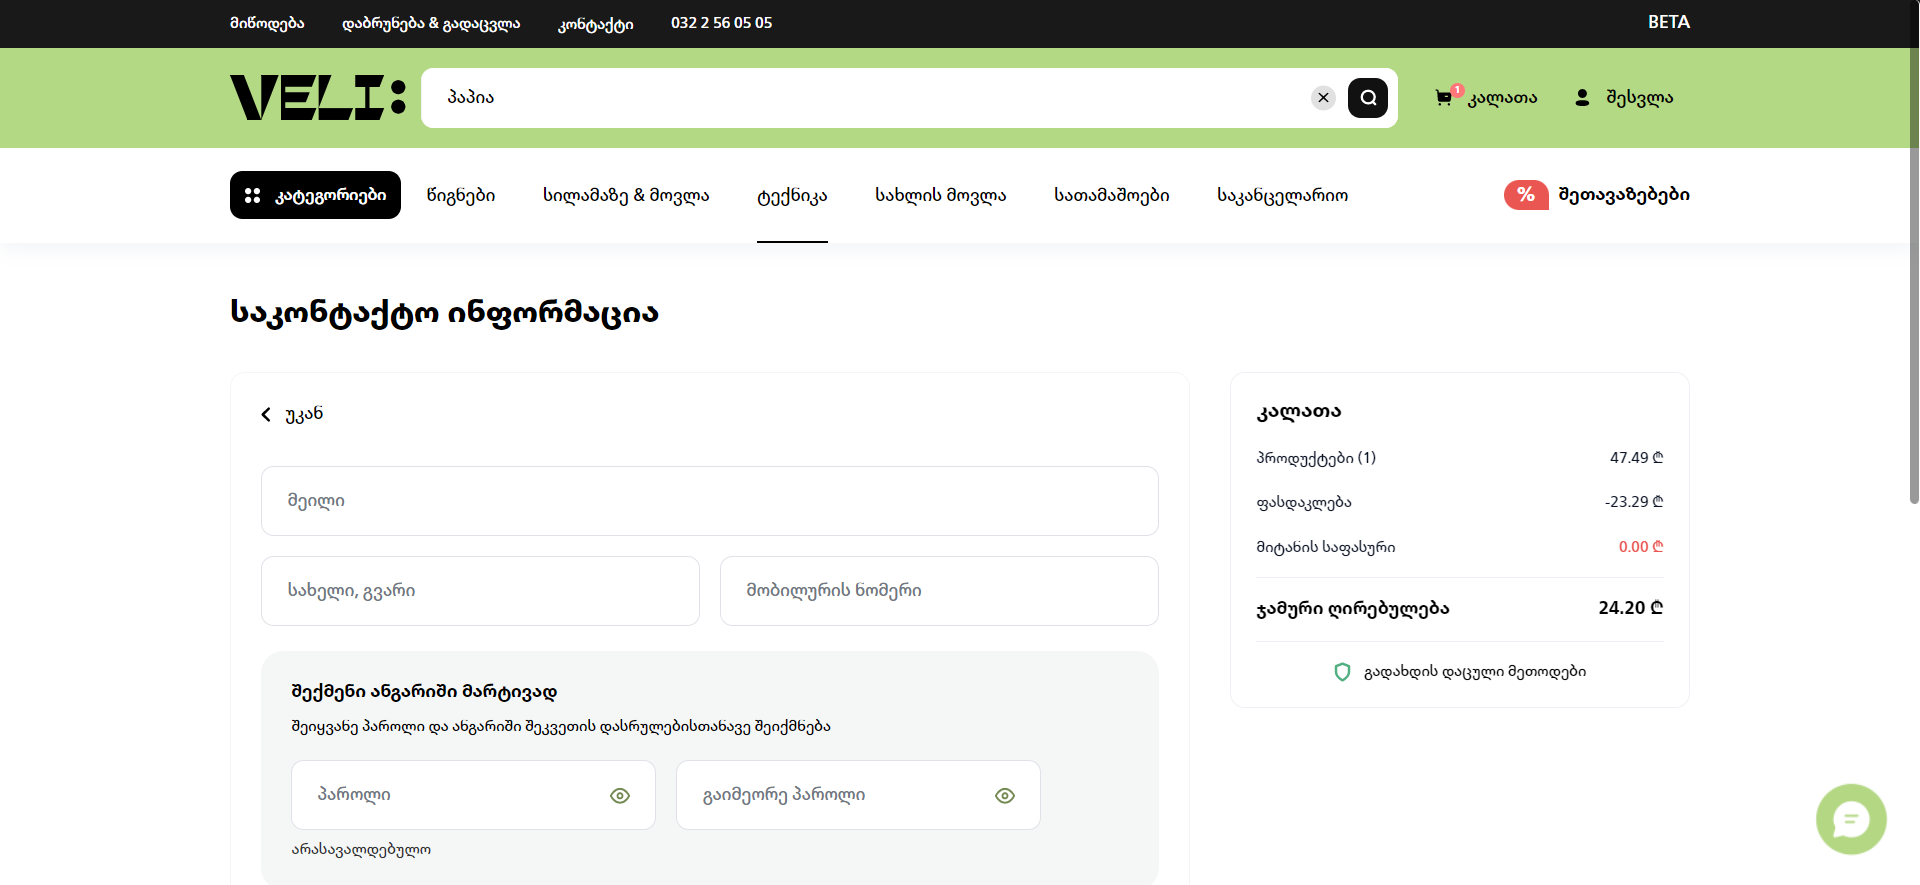 მიწოდება დაბრუნება & გადაცვლა კონტაქტი 032 2 56 05 05 BETA
VELI: პაპია 1 კალათა შესვლა
კატეგორიები წიგნები სილამაზე & მოვლა ტექნიკა სახლის მოვლა სათამაშოები საკანცელარიო % შეთავაზებები
საკონტაქტო ინფორმაცია
უკან
მეილი
სახელი, გვარი მობილურის ნომერი
შექმენი ანგარიში მარტივად
შეიყვანე პაროლი და ანგარიში შეკვეთის დასრულებისთანავე შეიქმნება
პაროლი გაიმეორე პაროლი
არასავალდებულო
კალათა
პროდუქტები (1) 47.49 ₾
ფასდაკლება -23.29 ₾
მიტანის საფასური 0.00 ₾
ჯამური ღირებულება 24.20 ₾
გადახდის დაცული მეთოდები